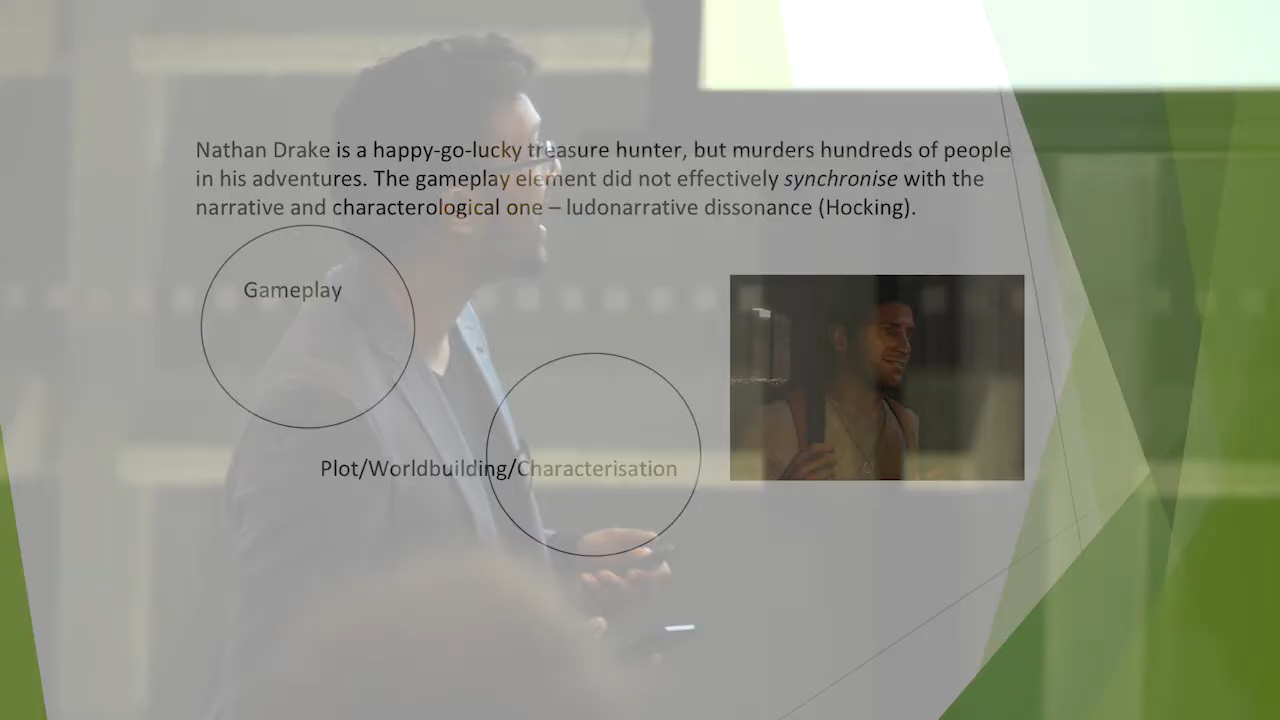 Nathan Drake is a happy-go-lucky treasure hunter, but murders hundreds of people
in his adventures. The gameplay element did not effectively synchronise with the
narrative and characterological one – ludonarrative dissonance (Hocking).
Gameplay
Plot/Worldbuilding/Characterisation